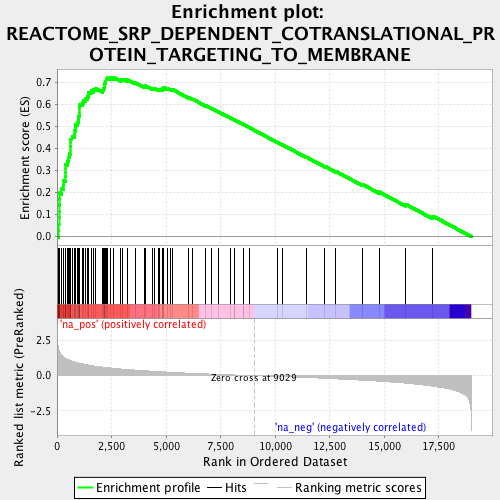 Enrichment plot:
REACTOME_SRP_DEPENDENT_COTRANSLATIONAL_PR
OTEIN_TARGETING_TO_MEMBRANE
Enrichment score (ES)
0.7
0.6
0.5
0.4
0.3
0.2
0.1
0.0
'na_pos' (positively correlated)
Ranked list metric (PreRanked)
2.5
0.0
-2.5
Zero cross at 9029
'na_neg' (negatively correlated)
0
2,500
5,000
7,500
10,000
12,500
15,000
17,500
Rank in Ordered Dataset
Enrichment profile
Hits
Ranking metric scores